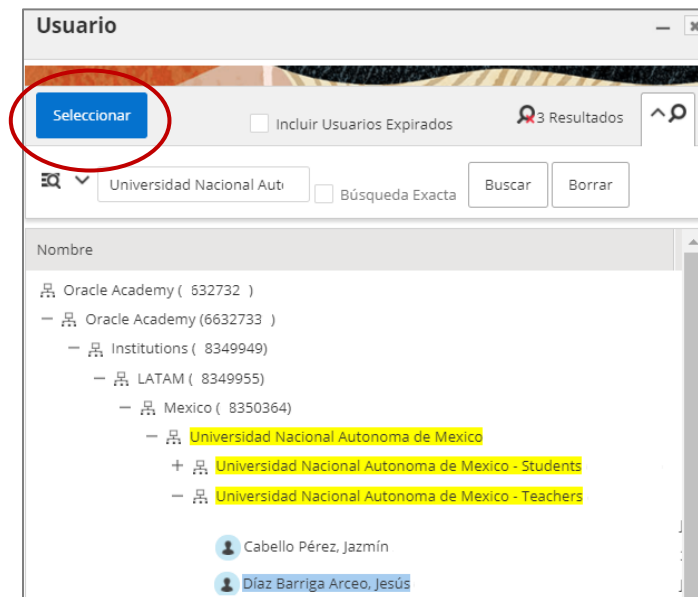 Usuario
Seleccionar
Incluir Usuarios Expirados
3 Resultados
Universidad Nacional Aut
Búsqueda Exacta
Buscar
Borrar
Nombre
Oracle Academy ( 632732 )
Oracle Academy (6632733 )
Institutions ( 8349949)
LATAM ( 8349955)
Mexico ( 8350364)
Universidad Nacional Autonoma de Mexico
Universidad Nacional Autonoma de Mexico - Students
Universidad Nacional Autonoma de Mexico - Teachers
Cabello Pérez, Jazmín
Díaz Barriga Arceo, Jesús